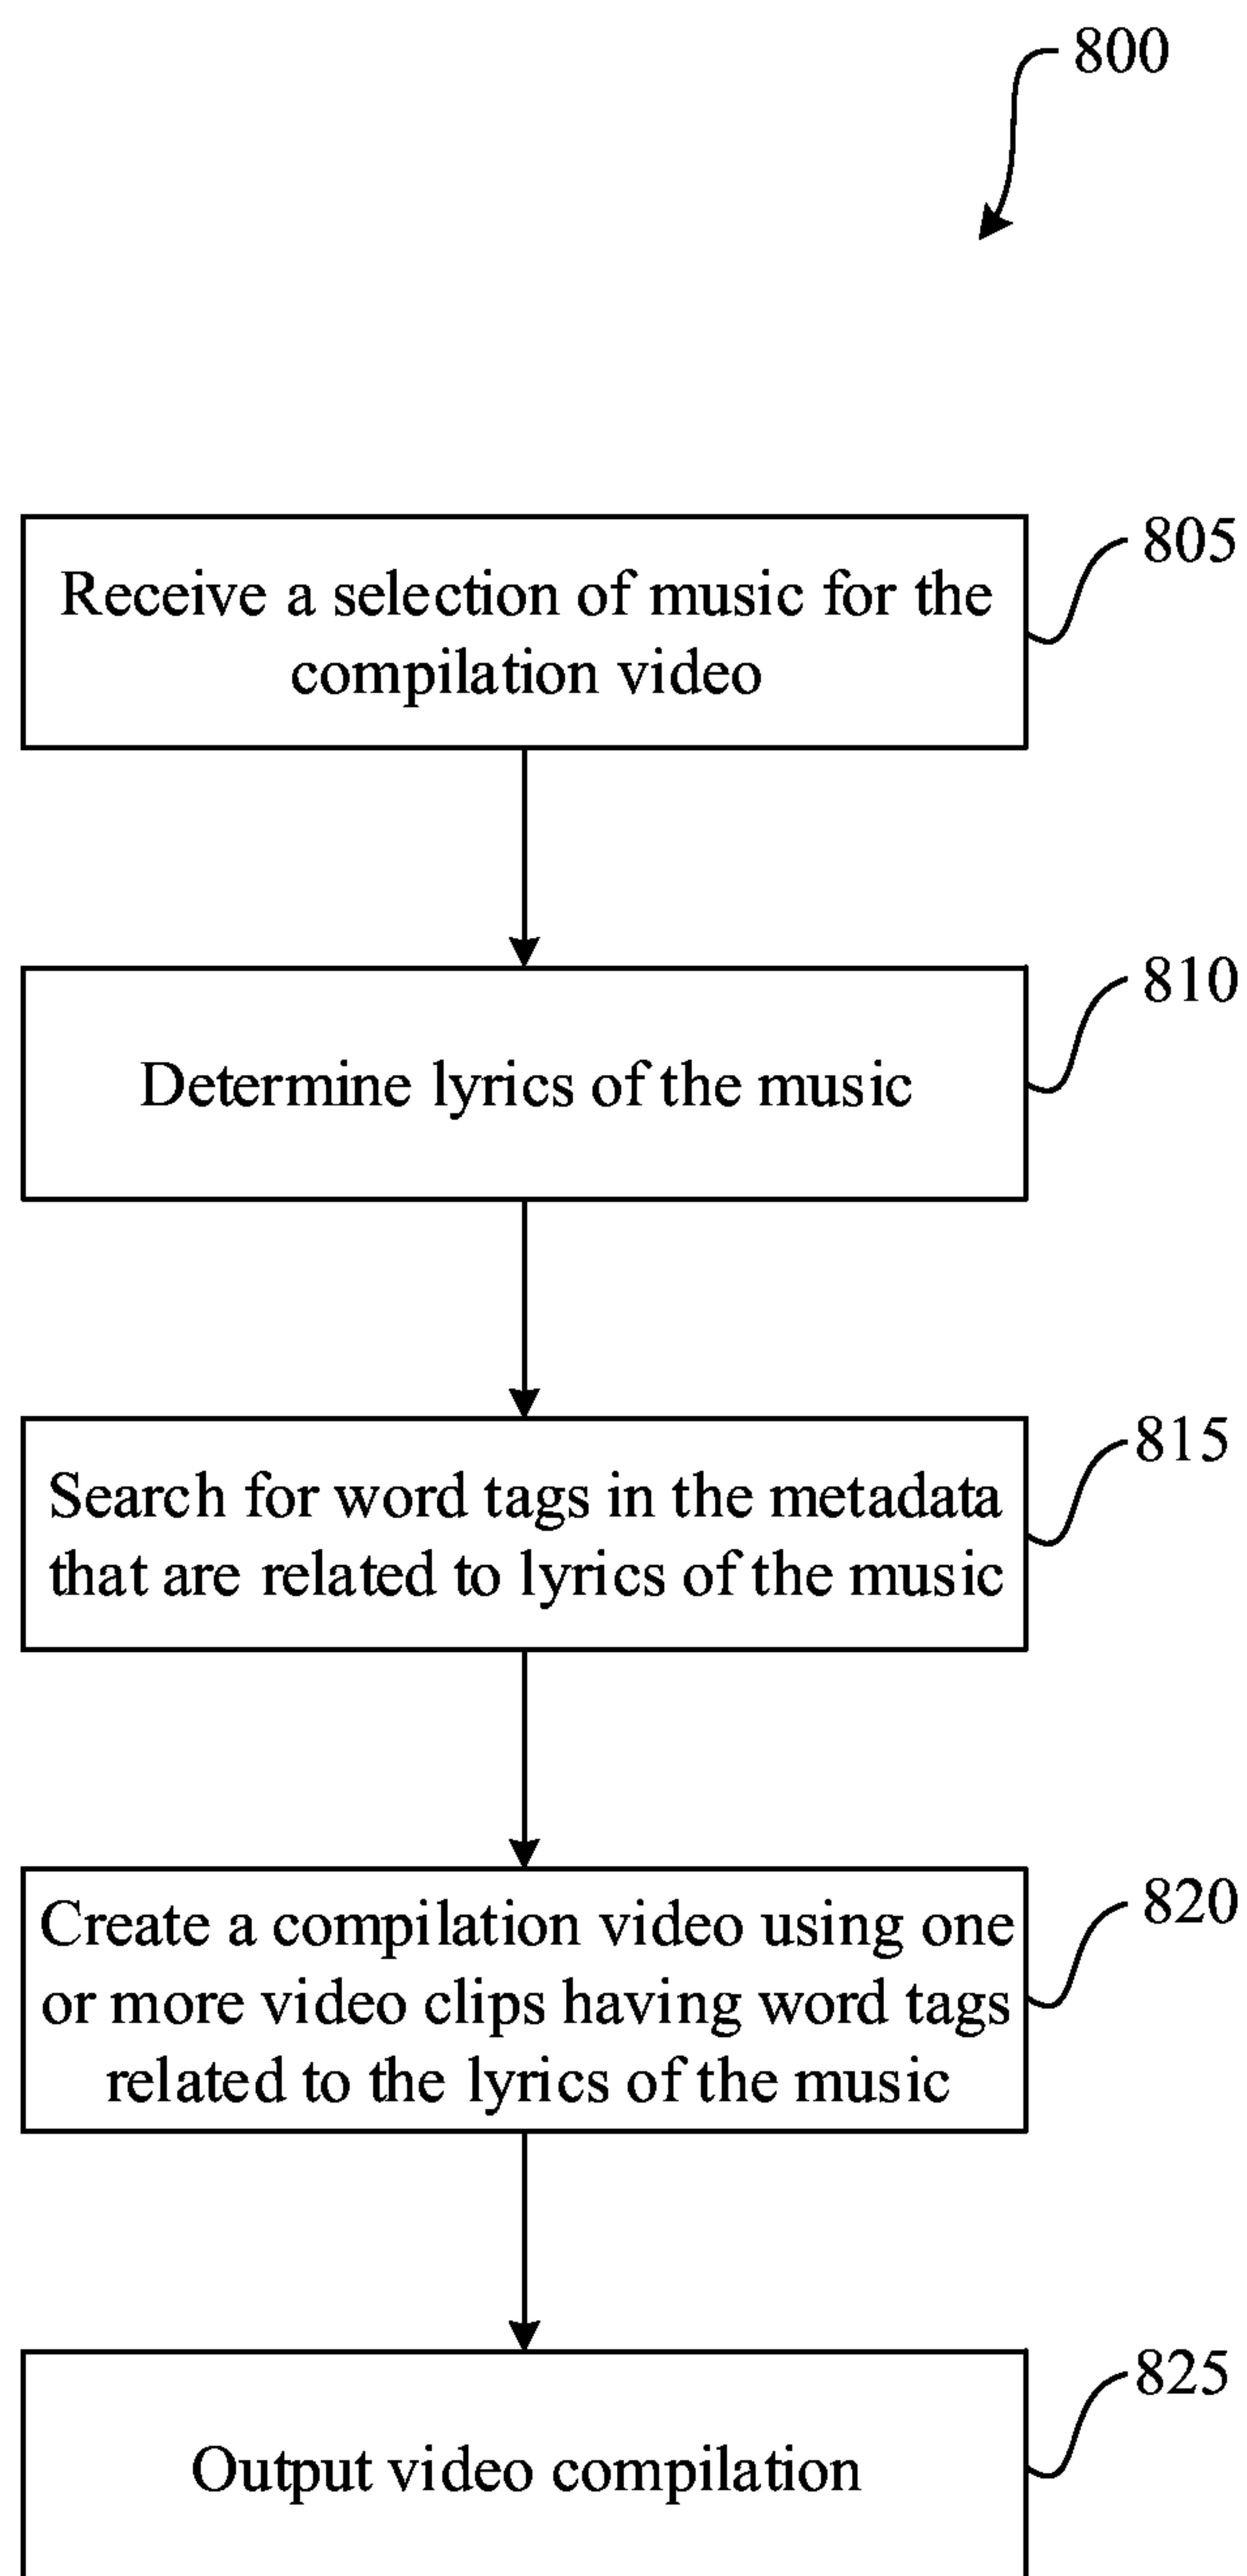 800
805
Receive a selection of music for the
compilation video
810
Determine lyrics of the music
815
Search for word tags in the metadata
that are related to lyrics of the music
820
Create a compilation video using one
or more video clips having word tags
related to the lyrics of the music
825
Output video compilation